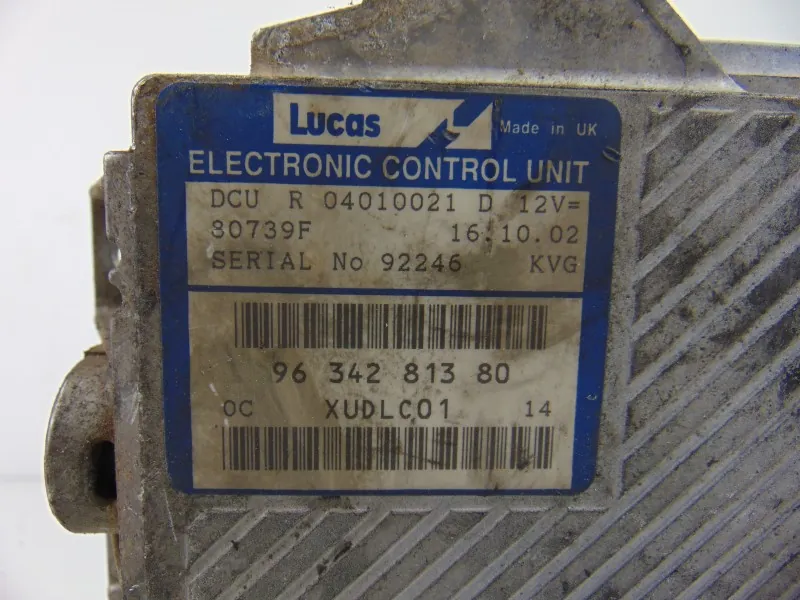 Lucas Made in UK
ELECTRONIC CONTROL UNIT
DCU R 04010021 D 12V=
80739F 16.10.02
SERIAL No 92246 KVG
96 342 813 80
OC XUDLC01 14